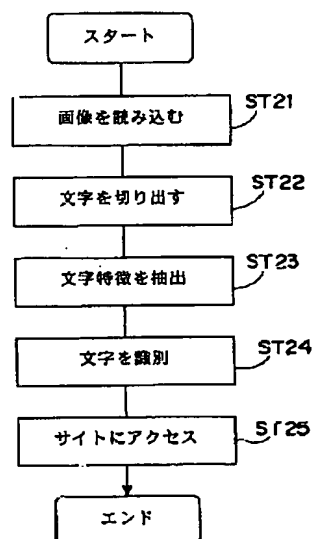 スタート
画像を読み込む
ST21
文字を切り出す
ST22
文字特徴を抽出
ST23
文字を識別
ST24
サイトにアクセス
ST25
エンド